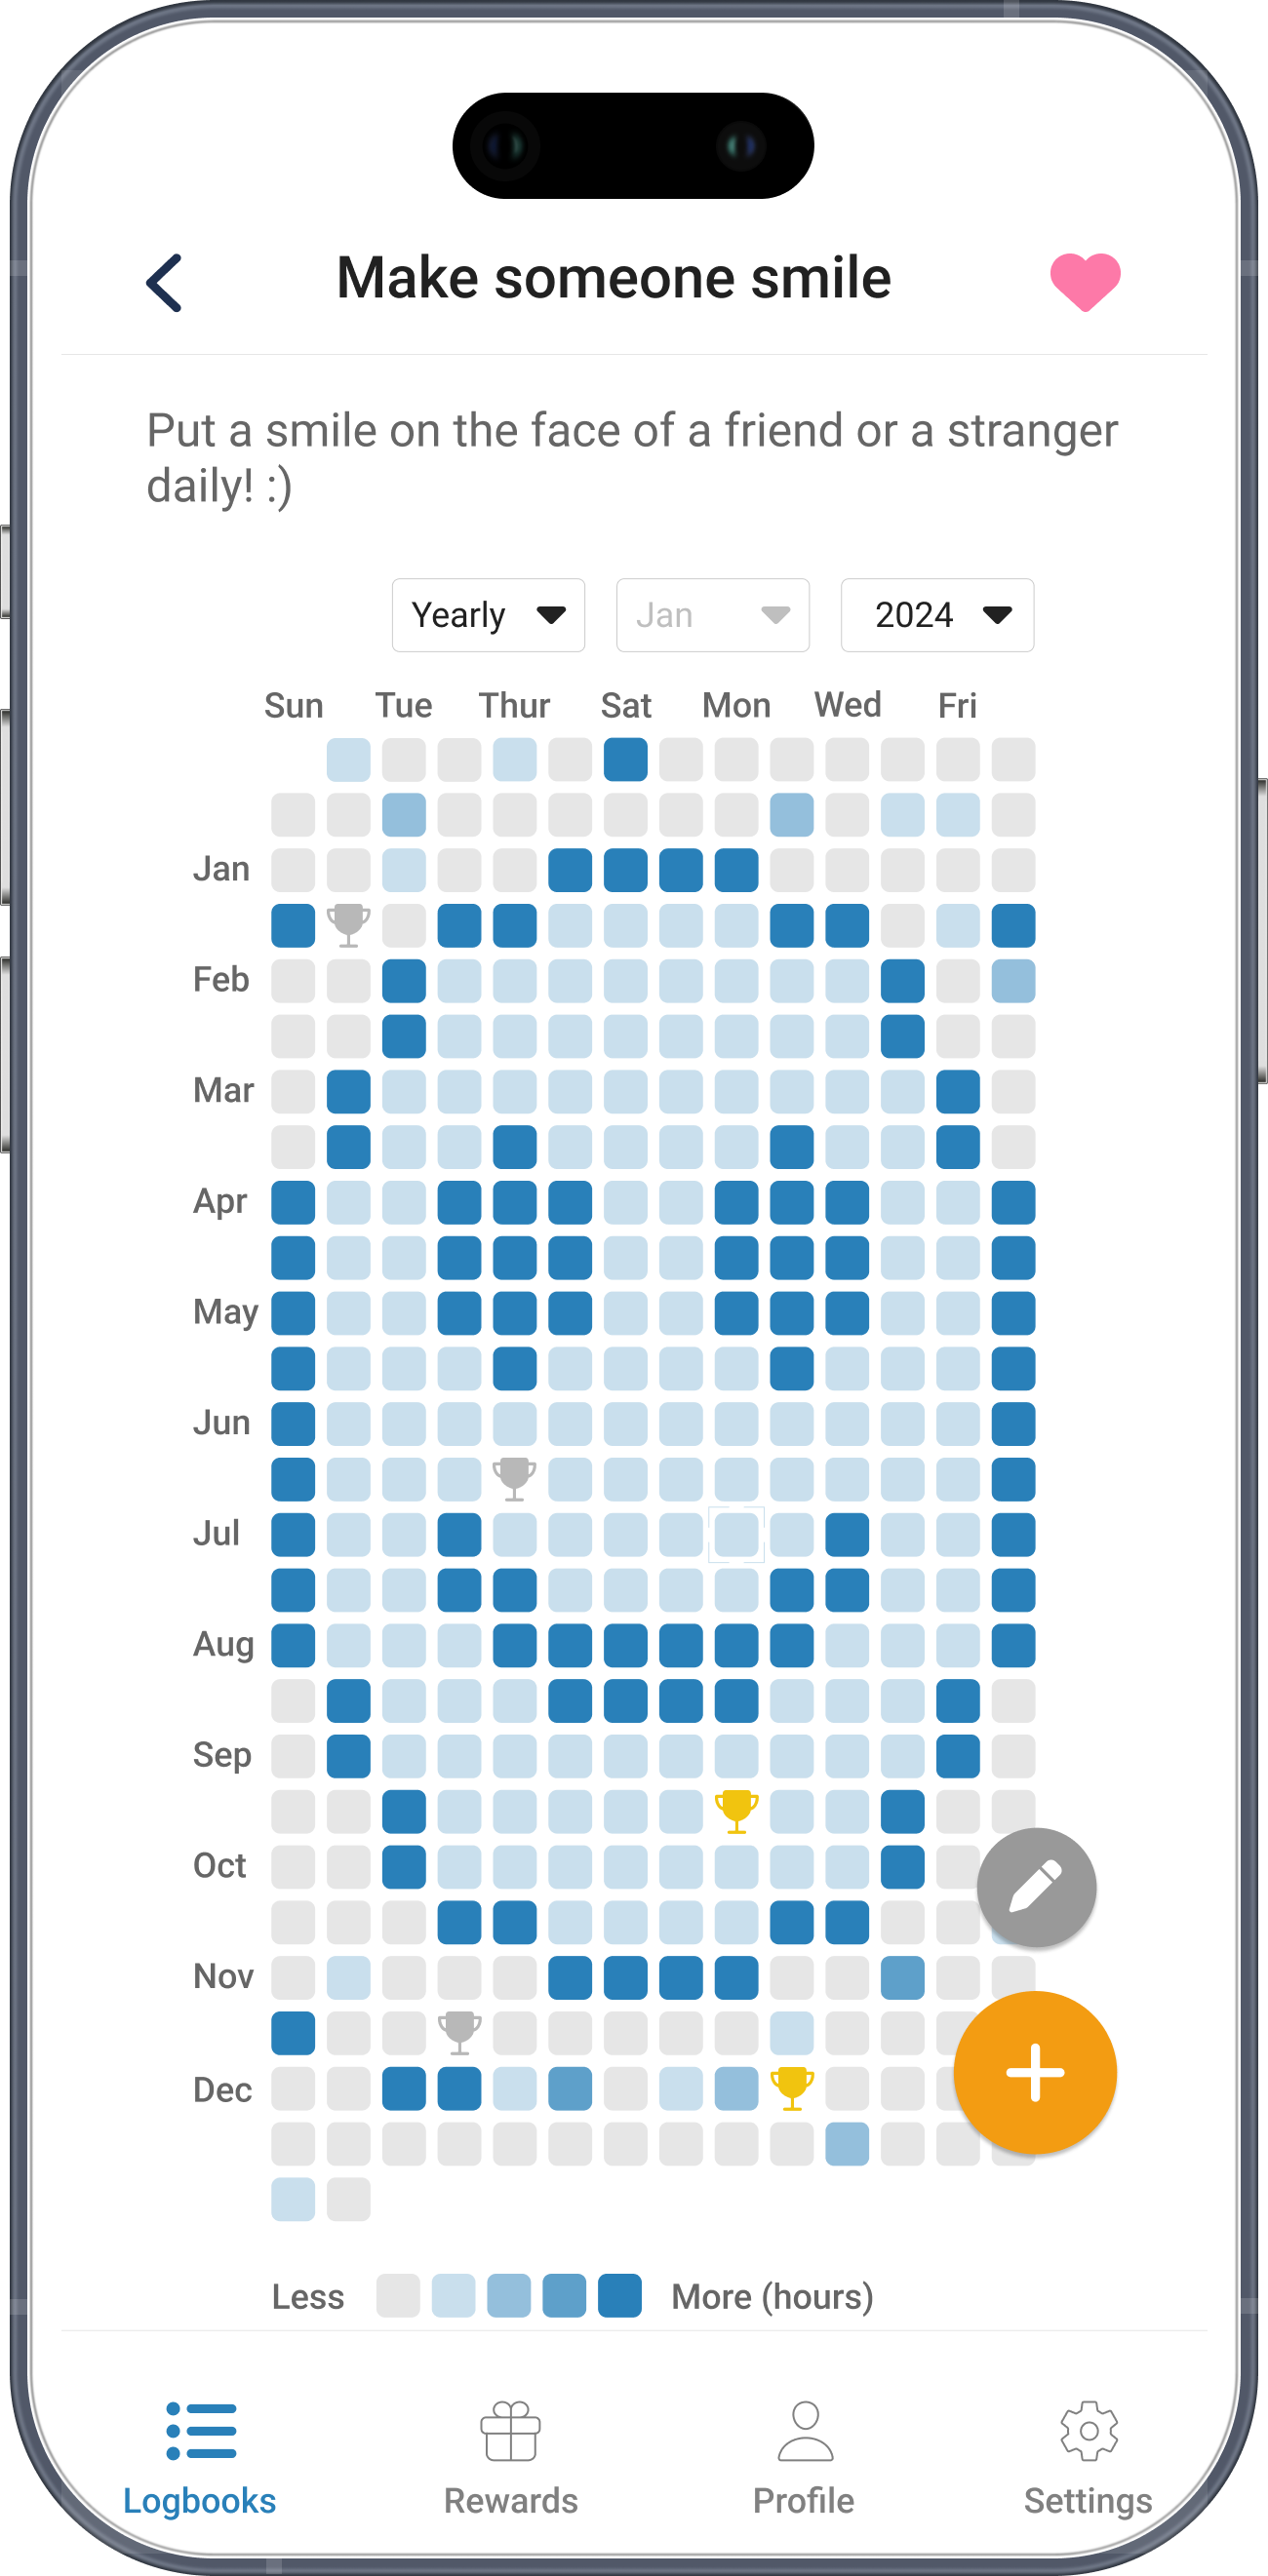 Make someone smile
Put a smile on the face of a friend or a stranger
daily! :)
Yearly
Jan
2024
Sun Tue Thur Sat Mon Wed Fri
Jan
Feb
Mar
Apr
May
Jun
Jul
Aug
Sep
Oct
Nov
Dec
Less More (hours)
Logbooks Rewards Profile Settings